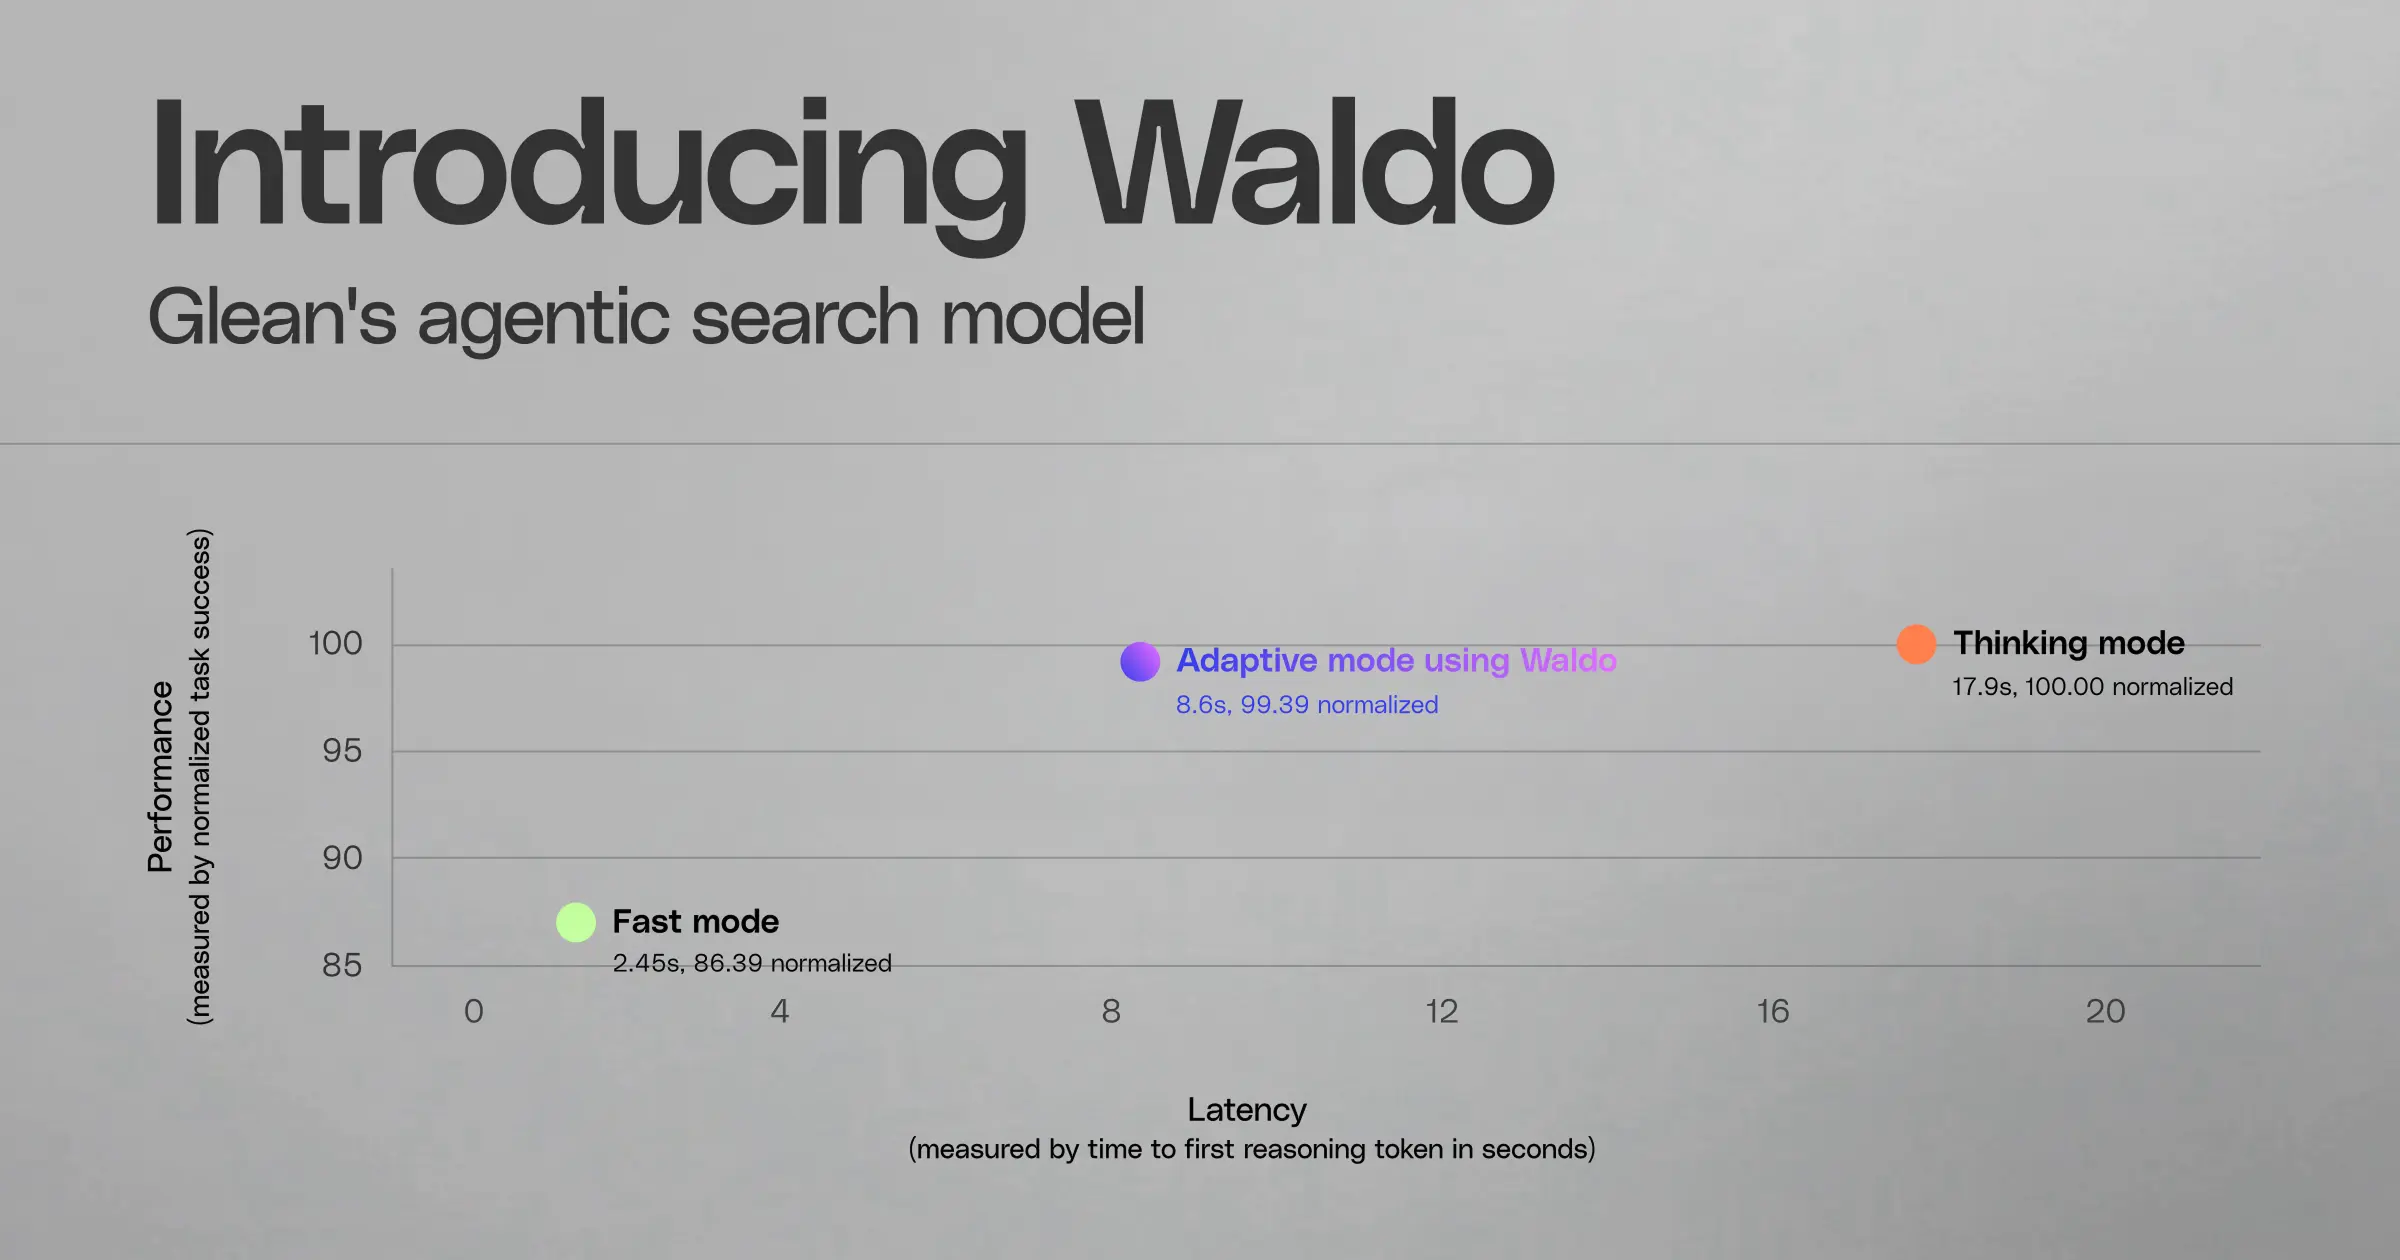 Introducing Waldo
Glean's agentic search model
Performance
(measured by normalized task success)
100
95
90
85
Adaptive mode using Waldo
8.6s, 99.39 normalized
Thinking mode
17.9s, 100.00 normalized
Fast mode
2.45s, 86.39 normalized
0 4 8 12 16 20
Latency
(measured by time to first reasoning token in seconds)